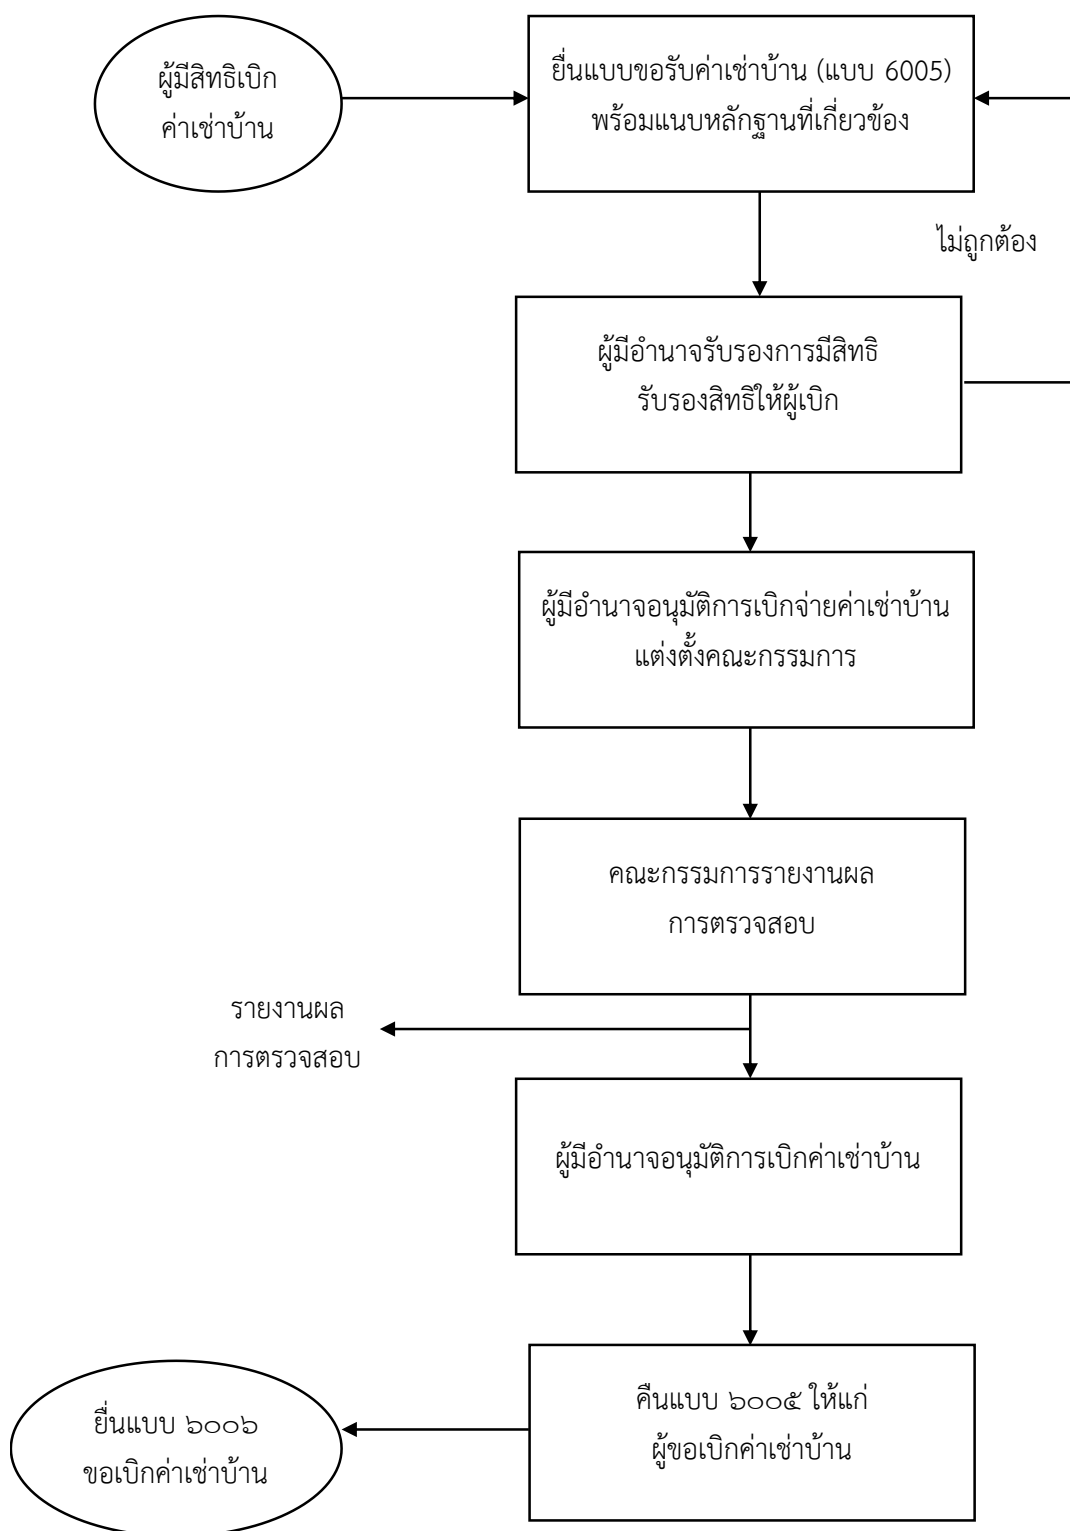 ผู้มีสิทธิเบิก
ค่าเช่าบ้าน
ยื่นแบบขอรับค่าเช่าบ้าน (แบบ 6005)
พร้อมแนบหลักฐานที่เกี่ยวข้อง
ไม่ถูกต้อง
ผู้มีอำนาจรับรองการมีสิทธิ
รับรองสิทธิให้ผู้เบิก
ผู้มีอำนาจอนุมัติการเบิกจ่ายค่าเช่าบ้าน
แต่งตั้งคณะกรรมการ
คณะกรรมการรายงานผล
การตรวจสอบ
รายงานผล
การตรวจสอบ
ผู้มีอำนาจอนุมัติการเบิกค่าเช่าบ้าน
คืนแบบ ๖๐๐๕ ให้แก่
ผู้ขอเบิกค่าเช่าบ้าน
ยื่นแบบ ๖๐๐๖
ขอเบิกค่าเช่าบ้าน